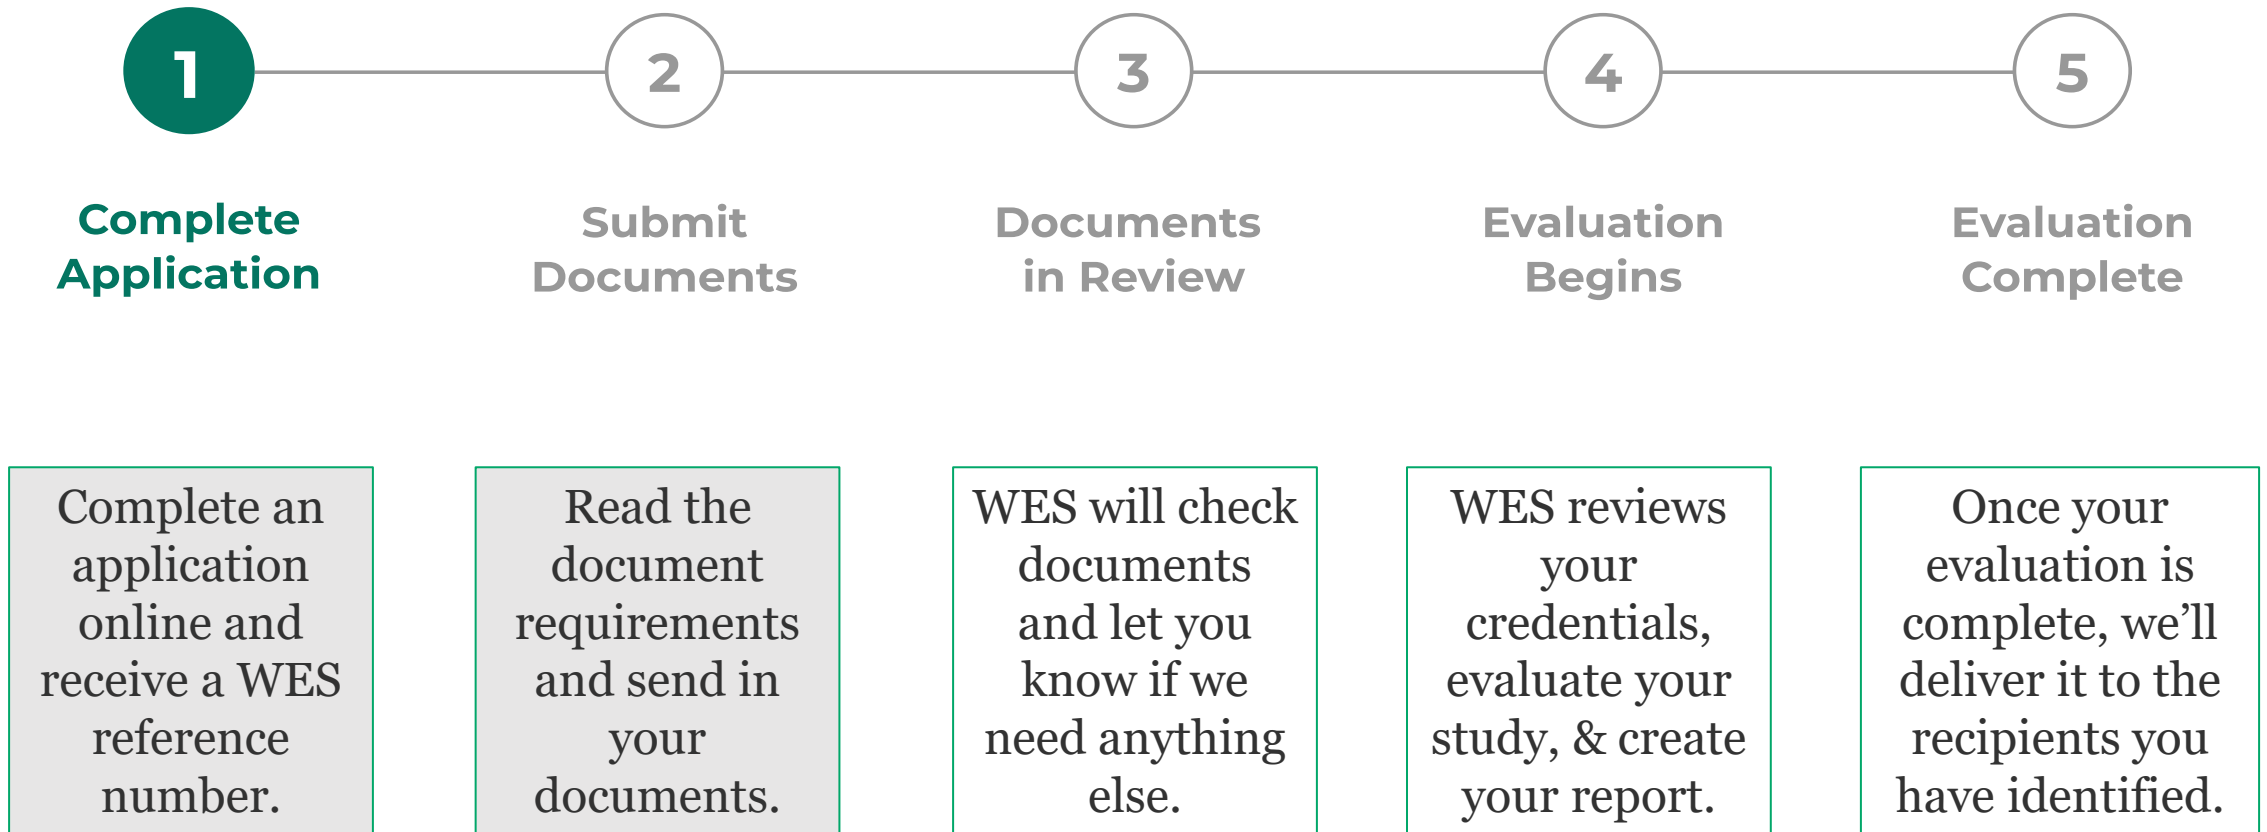 1
2
3
4
5
Complete
Application
Submit
Documents
Documents
in Review
Evaluation
Begins
Evaluation
Complete
Complete an
application
online and
receive a WES
reference
number.
Read the
document
requirements
and send in
your
documents.
WES will check
documents
and let you
know if we
need anything
else.
WES reviews
your
credentials,
evaluate your
study, & create
your report.
Once your
evaluation is
complete, we’ll
deliver it to the
recipients you
have identified.